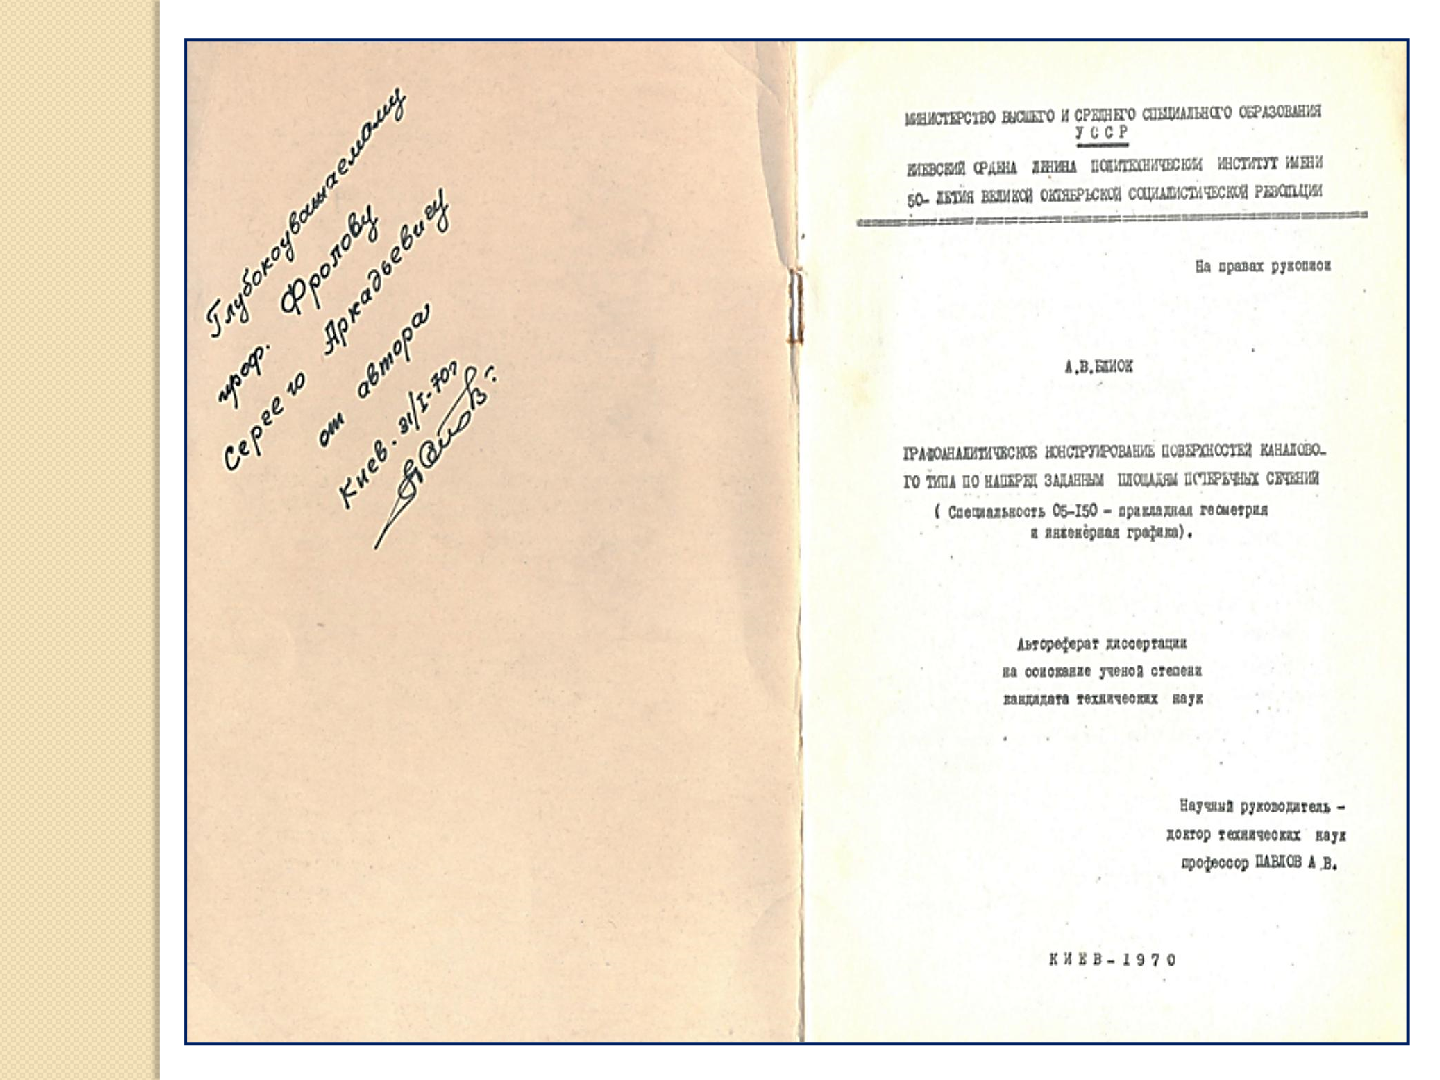 Глубокоуважаемому
проф. Фролову
Сергею Аркадьевичу
от автора
Киев. 31/I-70г
МИНИСТЕРСТВО ВЫСШЕГО И СРЕДНЕГО СПЕЦИАЛЬНОГО ОБРАЗОВАНИЯ
УССР
КИЕВСКИЙ ОРДЕНА ЛЕНИНА ПОЛИТЕХНИЧЕСКИЙ ИНСТИТУТ ИМЕНИ
50- ЛЕТИЯ ВЕЛИКОЙ ОКТЯБРЬСКОЙ СОЦИАЛИСТИЧЕСКОЙ РЕВОЛЮЦИИ
На правах рукописи
А.В.БЛИОК
ГРАФОАНАЛИТИЧЕСКОЕ КОНСТРУИРОВАНИЕ ПОВЕРХНОСТЕЙ КАНАЛОВО-
ГО ТИПА ПО НАПЕРЕД ЗАДАННЫМ ПЛОЩАДЯМ ПОПЕРЕЧНЫХ СЕЧЕНИЙ
( Специальность 05-150 - прикладная геометрия
и инженерная графика).
Автореферат диссертации
на соискание ученой степени
кандидата технических наук
Научный руководитель -
доктор технических наук
профессор ПАВЛОВ А.В.
КИЕВ-1970